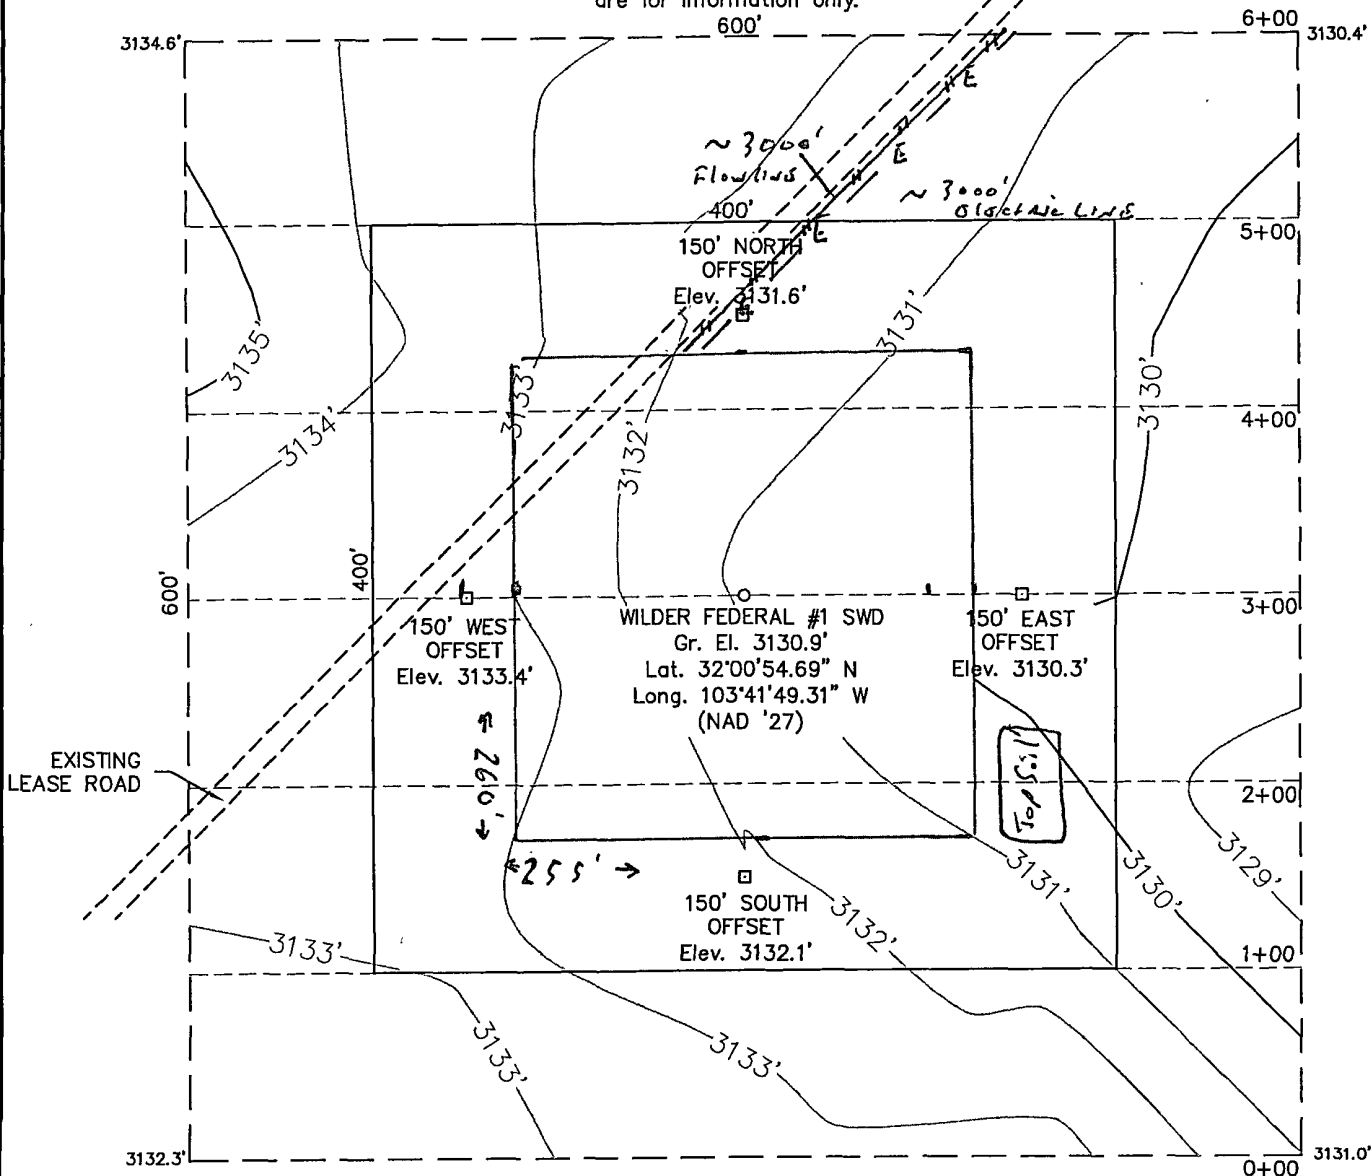 are for information only.
600'
6+00
3134.6'
3130.4'
E
~ 3000'
Flowline
E
~ 3000'
Electric Line
400'
5+00
E
150' NORTH
OFFSET
Elev. 3131.6'
3131'
3135'
3130'
3133'
4+00
3134'
3132'
400'
600'
3+00
WILDER FEDERAL #1 SWD
Gr. El. 3130.9'
Lat. 32°00'54.69" N
Long. 103°41'49.31" W
(NAD '27)
150' WEST
OFFSET
Elev. 3133.4'
150' EAST
OFFSET
Elev. 3130.3'
260'
Top Soil
EXISTING
LEASE ROAD
2+00
255'
3131'
3130'
3129'
150' SOUTH
OFFSET
Elev. 3132.1'
3132'
3133'
1+00
3133'
3133'
3132.3'
3131.0'
0+00